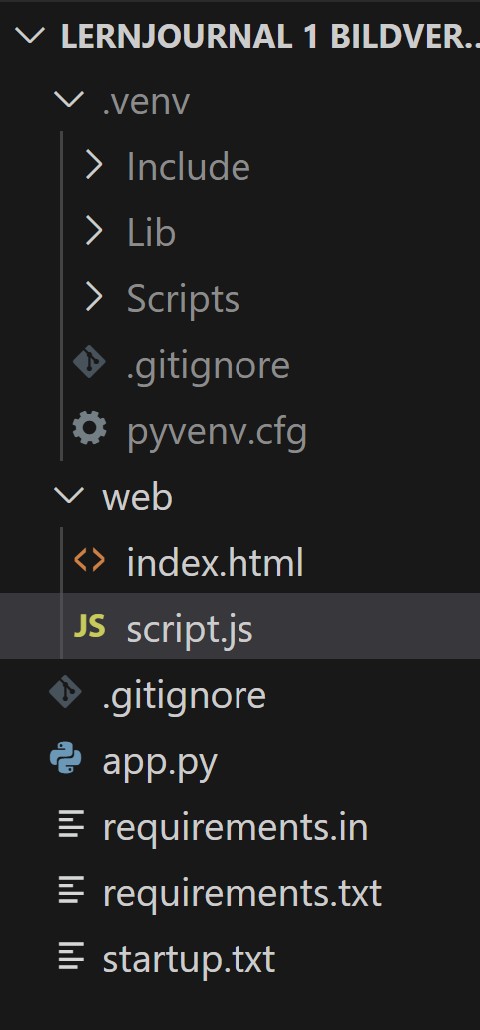 LERNJOURNAL 1 BILDVER...
.venv
Include
Lib
Scripts
.gitignore
pyvenv.cfg
web
index.html
JS script.js
.gitignore
app.py
requirements.in
requirements.txt
startup.txt